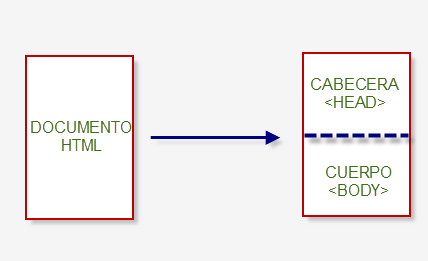 DOCUMENTO
HTML
CABECERA
<HEAD>
CUERPO
<BODY>